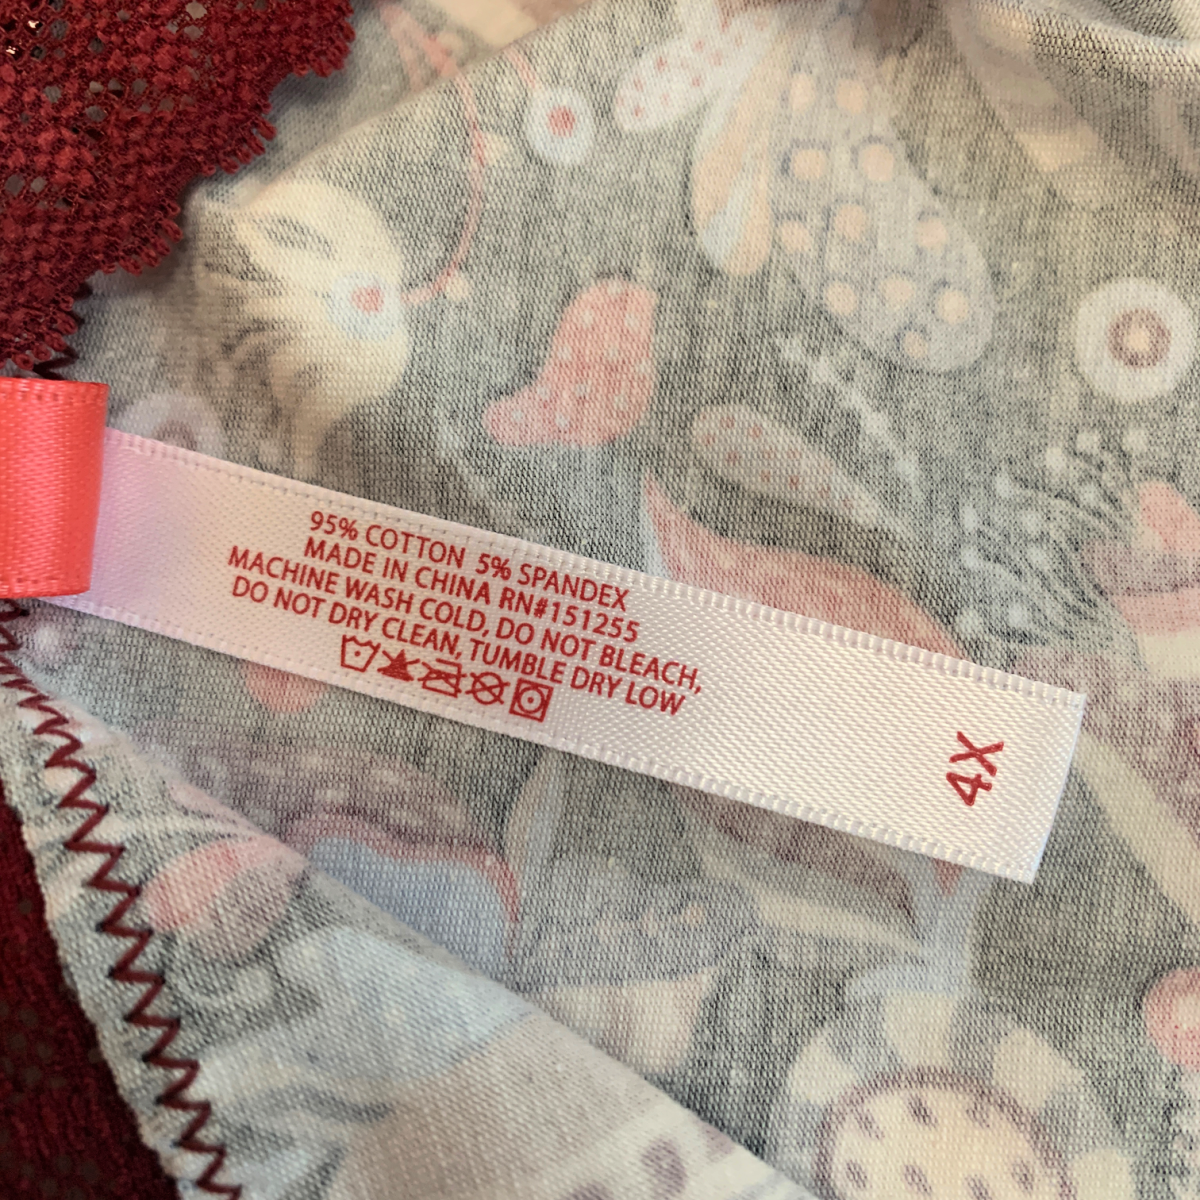 95% COTTON 5% SPANDEX
MADE IN CHINA RN#151255
MACHINE WASH COLD, DO NOT BLEACH,
DO NOT DRY CLEAN, TUMBLE DRY LOW
4X